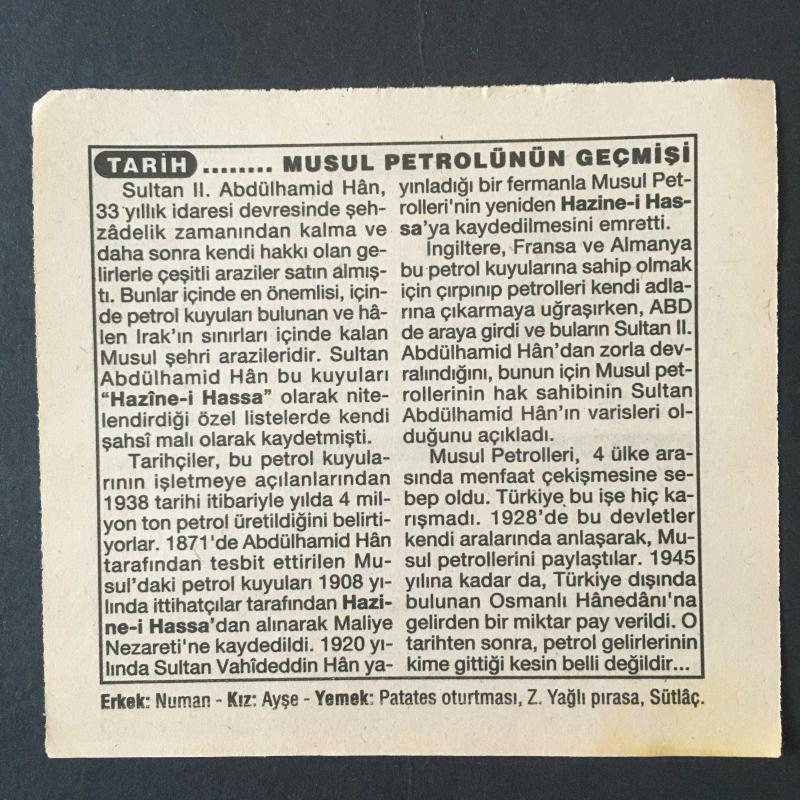 TARİH ........ MUSUL PETROLÜNÜN GEÇMİŞİ
Sultan II. Abdülhamid Hân,
33 yıllık idaresi devresinde şeh-
zâdelik zamanından kalma ve
daha sonra kendi hakkı olan ge-
lirlerle çeşitli araziler satın almış-
tı. Bunlar içinde en önemlisi, için-
de petrol kuyuları bulunan ve hâ-
len Irak'ın sınırları içinde kalan
Musul şehri arazileridir. Sultan
Abdülhamid Hân bu kuyuları
“Hazîne-i Hassa” olarak nite-
lendirdiği özel listelerde kendi
şahsî malı olarak kaydetmişti.
Tarihçiler, bu petrol kuyula-
rının işletmeye açılanlarından
1938 tarihi itibariyle yılda 4 mil-
yon ton petrol üretildiğini belirti-
yorlar. 1871'de Abdülhamid Hân
tarafından tesbit ettirilen Mu-
sul'daki petrol kuyuları 1908 yı-
lında ittihatçılar tarafından Hazi-
ne-i Hassa'dan alınarak Maliye
Nezareti'ne kaydedildi. 1920 yı-
lında Sultan Vahîdeddin Hân ya-
yınladığı bir fermanla Musul Pet-
rolleri'nin yeniden Hazine-i Has-
sa'ya kaydedilmesini emretti.
İngiltere, Fransa ve Almanya
bu petrol kuyularına sahip olmak
için çırpınıp petrolleri kendi adla-
rına çıkarmaya uğraşırken, ABD
de araya girdi ve buların Sultan II.
Abdülhamid Hân'dan zorla dev-
ralındığını, bunun için Musul pet-
rollerinin hak sahibinin Sultan
Abdülhamid Hân'ın varisleri ol-
duğunu açıkladı.
Musul Petrolleri, 4 ülke ara-
sında menfaat çekişmesine se-
bep oldu. Türkiye bu işe hiç ka-
rışmadı. 1928'de bu devletler
kendi aralarında anlaşarak, Mu-
sul petrollerini paylaştılar. 1945
yılına kadar da, Türkiye dışında
bulunan Osmanlı Hânedânı'na
gelirden bir miktar pay verildi. O
tarihten sonra, petrol gelirlerinin
kime gittiği kesin belli değildir...
Erkek: Numan - Kız: Ayşe - Yemek: Patates oturtması, Z. Yağlı pırasa, Sütlâç.